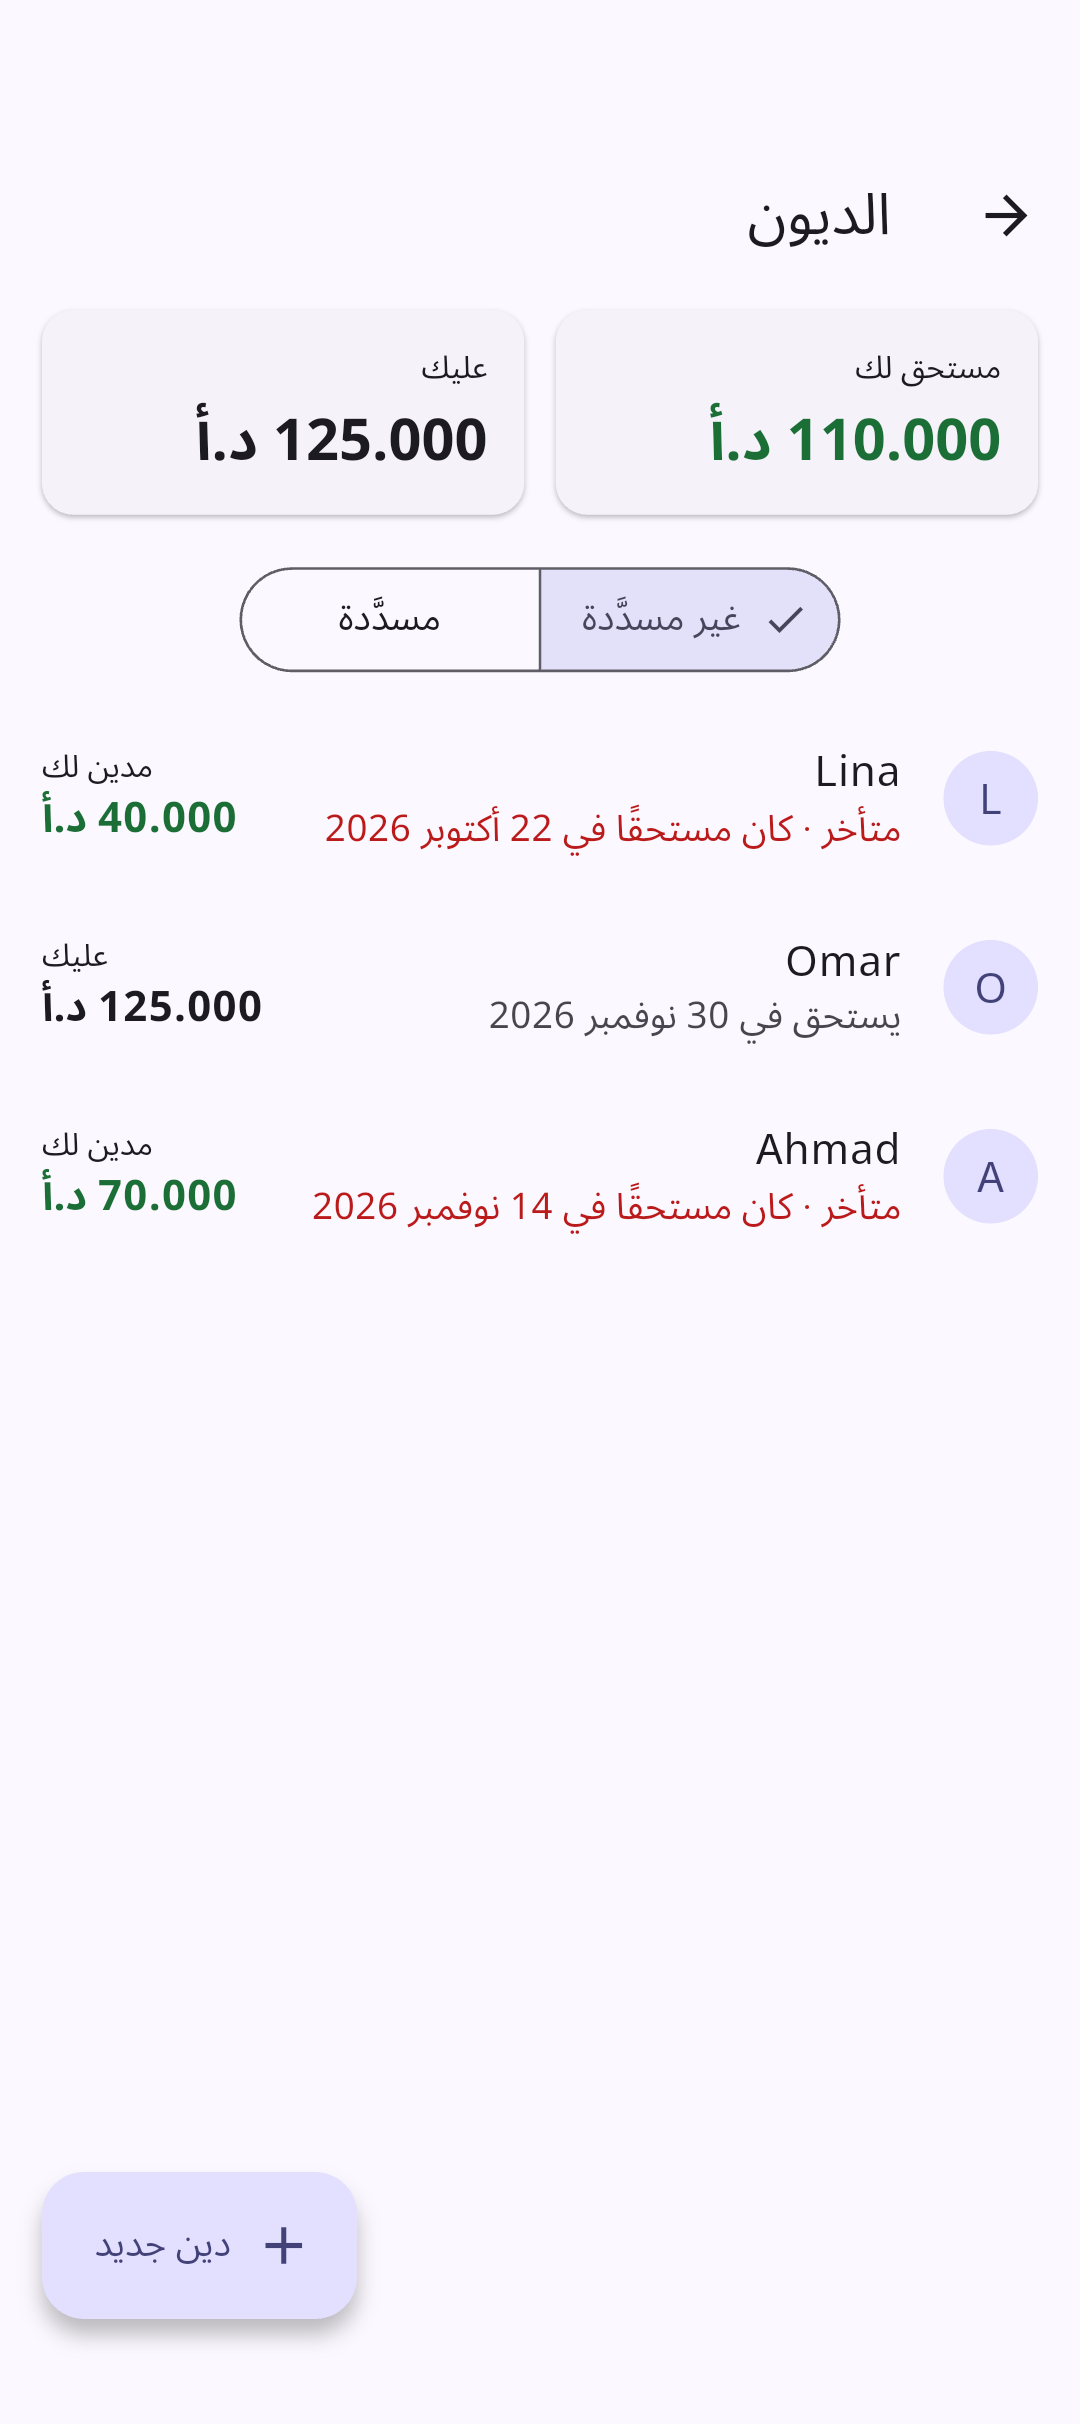 الديون
مستحق لك
110.000 د.أ
عليك
125.000 د.أ
غير مسدَّدة
مسدَّدة
L
Lina
متأخر · كان مستحقًا في 22 أكتوبر 2026
مدين لك
40.000 د.أ
O
Omar
يستحق في 30 نوفمبر 2026
عليك
125.000 د.أ
A
Ahmad
متأخر · كان مستحقًا في 14 نوفمبر 2026
مدين لك
70.000 د.أ
دين جديد